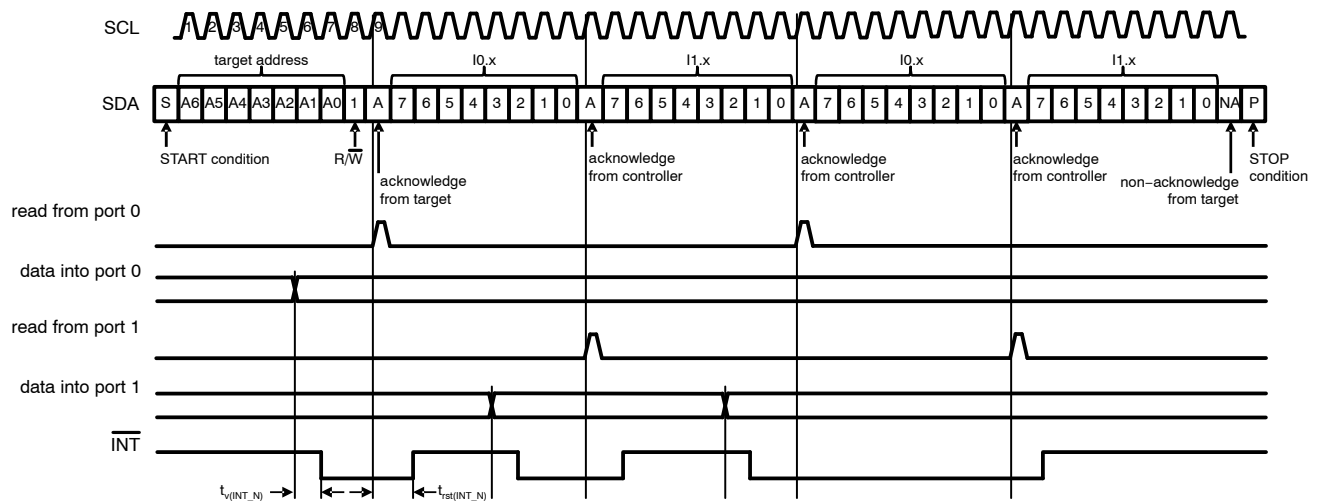 SCL 1 2 3 4 5 6 7 8 9
target address I0.x I1.x I0.x I1.x
SDA S A6 A5 A4 A3 A2 A1 A0 1 A 7 6 5 4 3 2 1 0 A 7 6 5 4 3 2 1 0 A 7 6 5 4 3 2 1 0 A 7 6 5 4 3 2 1 0 NA P
START condition R/W̅ acknowledge acknowledge acknowledge STOP
from controller from controller from controller condition
acknowledge non−acknowledge
from target from target
read from port 0
data into port 0
read from port 1
data into port 1
I̅N̅T̅
tv(INT_N) trst(INT_N)